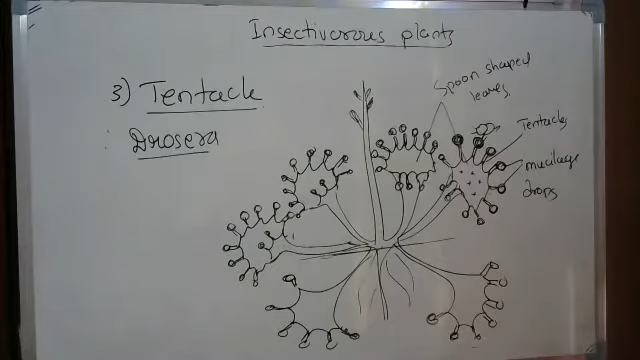 Insectivorous plants
3) Tentacle
Drosera
Spoon shaped
leaves
Tentacles
mucilage
drops